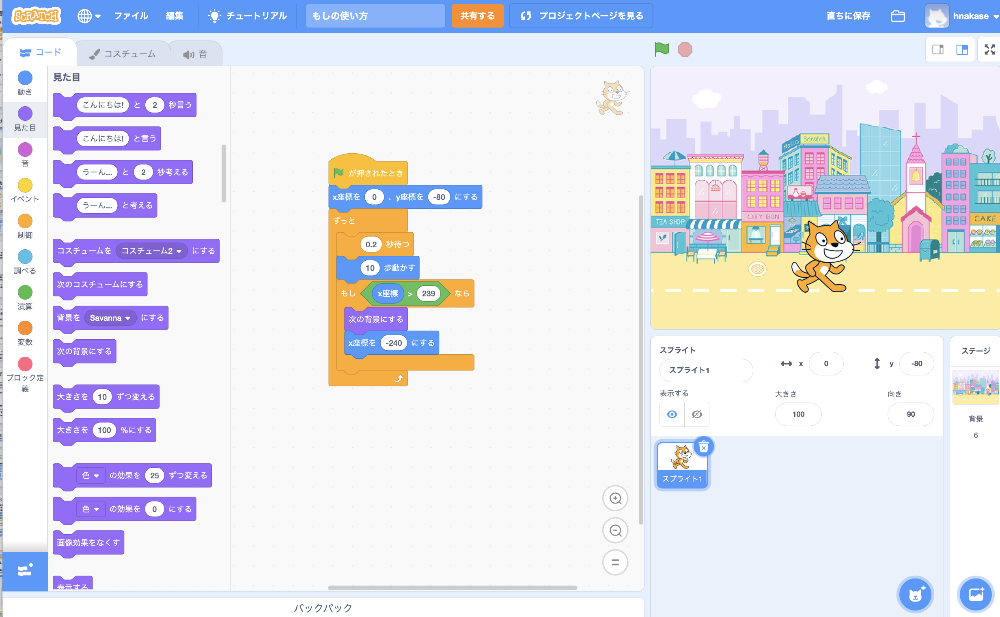 SCRATCH
ファイル
編集
チュートリアル
もしの使い方
共有する
プロジェクトページを見る
直ちに保存
hnakase
コード
コスチューム
音
動き
見た目
音
イベント
制御
調べる
演算
変数
ブロック定
義
見た目
こんにちは! と 2 秒言う
こんにちは! と言う
うーん... と 2 秒考える
うーん... と考える
コスチュームを コスチューム2 にする
次のコスチュームにする
背景を Savanna にする
次の背景にする
大きさを 10 ずつ変える
大きさを 100 %にする
色 の効果を 25 ずつ変える
色 の効果を 0 にする
画像効果をなくす
表示する
が押されたとき
x座標を 0 、y座標を -80 にする
ずっと
0.2 秒待つ
10 歩動かす
もし x座標 > 239 なら
次の背景にする
x座標を -240 にする
バックパック
HeLLO Scratch
TEA SHOP
CITY BUN
CAKE
スプライト
スプライト1
x 0
y -80
表示する
大きさ
100
向き
90
スプライト1
ステージ
背景
6